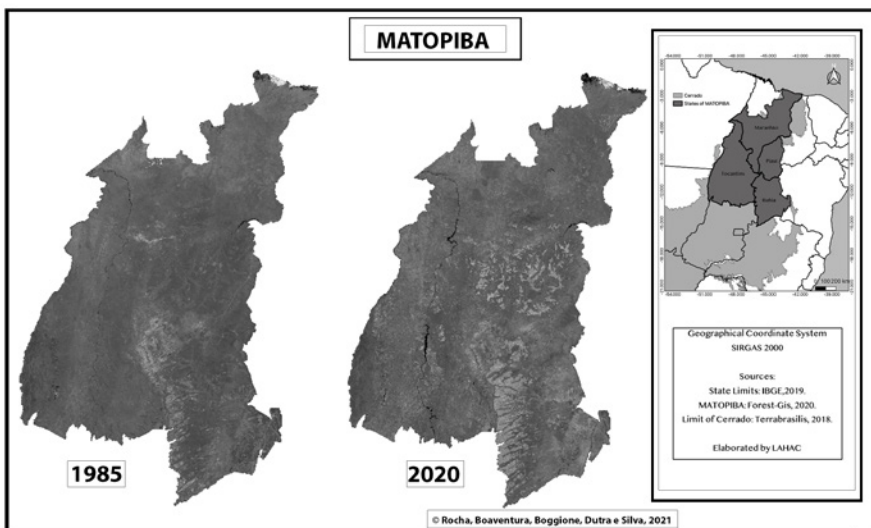 MATOPIBA
1985
2020
Cerrado
States of MATOPIBA
Maranhão
Piauí
Tocantins
Bahia
Geographical Coordinate System
SIRGAS 2000
Sources:
State Limits: IBGE,2019.
MATOPIBA: Forest-Gis, 2020.
Limit of Cerrado: Terrabrasilis, 2018.
Elaborated by LAHAC
© Rocha, Boaventura, Boggione, Dutra e Silva, 2021